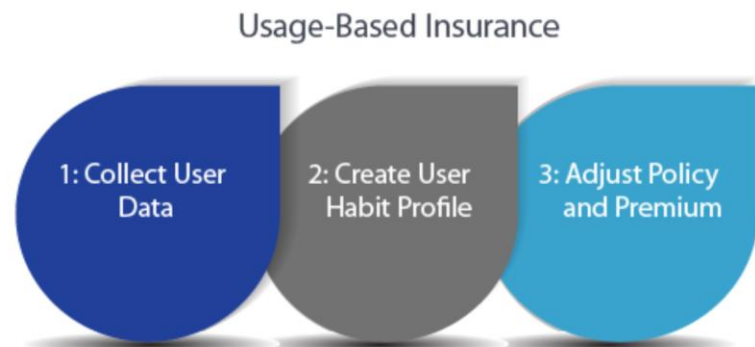 Usage-Based Insurance
1: Collect User
Data
2: Create User
Habit Profile
3: Adjust Policy
and Premium